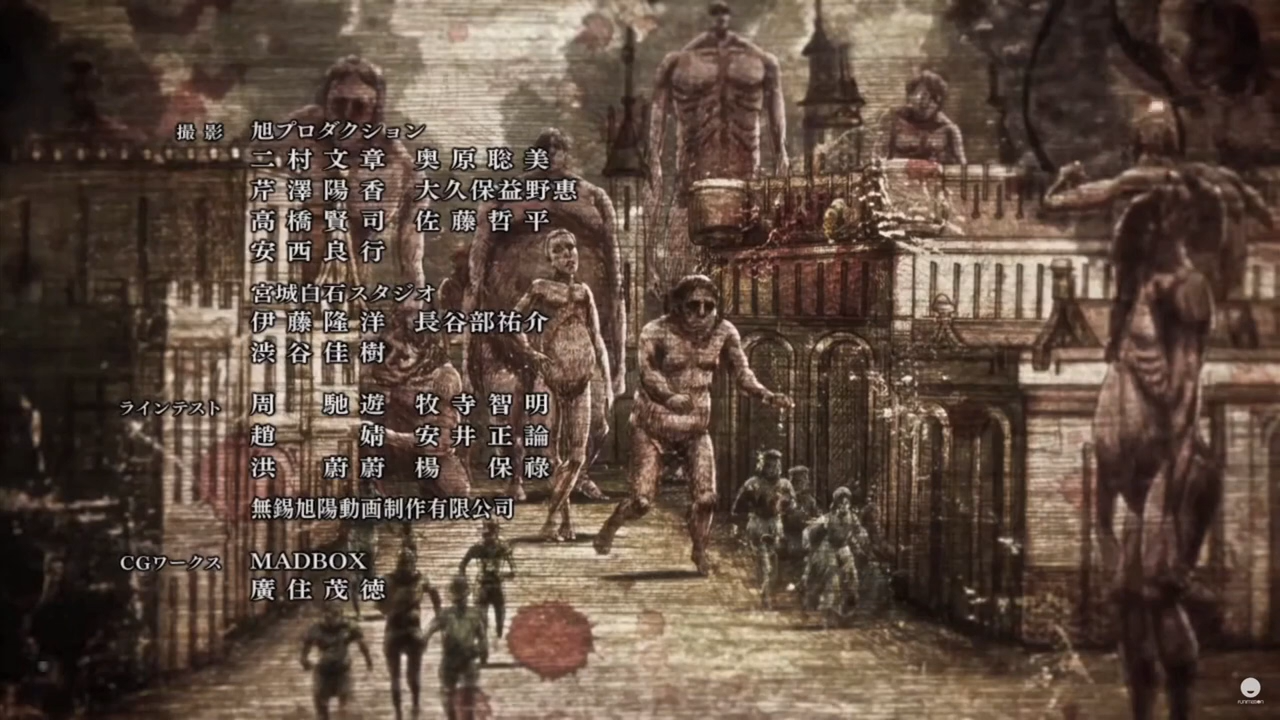 撮影 旭プロダクション
二村文章 奥原聡美
芹澤陽香 大久保益野惠
高橋賢司 佐藤哲平
安西良行
宮城白石スタジオ
伊藤隆洋 長谷部祐介
渋谷佳樹
ラインテスト 周 馳遊 牧寺智明
趙 婧 安井正論
洪 蔚蔚 楊 保祿
無錫旭陽動画制作有限公司
CGワークス MADBOX
廣住茂徳
FUNIMATION